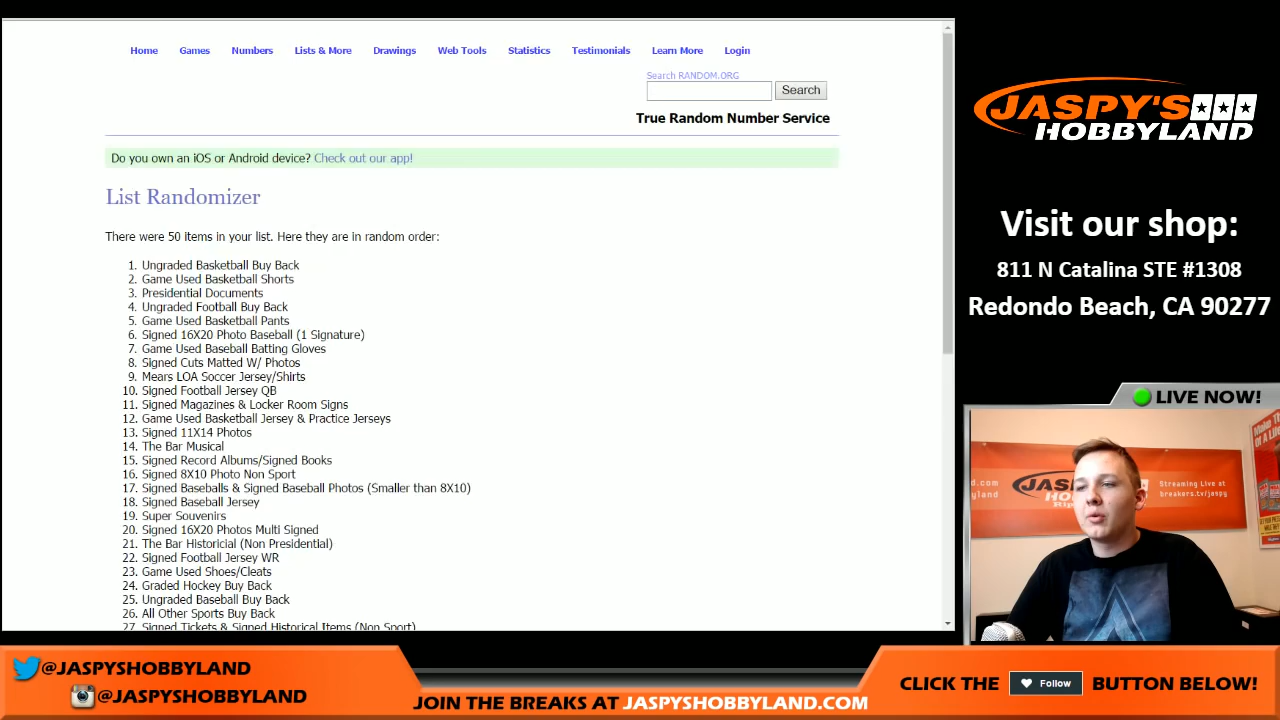 Home Games Numbers Lists & More Drawings Web Tools Statistics Testimonials Learn More Login
Search RANDOM.ORG
Search
True Random Number Service
Do you own an iOS or Android device? Check out our app!
List Randomizer
There were 50 items in your list. Here they are in random order:
1. Ungraded Basketball Buy Back
2. Game Used Basketball Shorts
3. Presidential Documents
4. Ungraded Football Buy Back
5. Game Used Basketball Pants
6. Signed 16X20 Photo Baseball (1 Signature)
7. Game Used Baseball Batting Gloves
8. Signed Cuts Matted W/ Photos
9. Mears LOA Soccer Jersey/Shirts
10. Signed Football Jersey QB
11. Signed Magazines & Locker Room Signs
12. Game Used Basketball Jersey & Practice Jerseys
13. Signed 11X14 Photos
14. The Bar Musical
15. Signed Record Albums/Signed Books
16. Signed 8X10 Photo Non Sport
17. Signed Baseballs & Signed Baseball Photos (Smaller than 8X10)
18. Signed Baseball Jersey
19. Super Souvenirs
20. Signed 16X20 Photos Multi Signed
21. The Bar Historicial (Non Presidential)
22. Signed Football Jersey WR
23. Game Used Shoes/Cleats
24. Graded Hockey Buy Back
25. Ungraded Baseball Buy Back
26. All Other Sports Buy Back
27. Signed Tickets & Signed Historical Items (Non Sport)
JASPY'S
HOBBYLAND
Visit our shop:
811 N Catalina STE #1308
Redondo Beach, CA 90277
LIVE NOW!
Streaming Live at
breakers.tv/jaspy
@JASPYSHOBBYLAND
@JASPYSHOBBYLAND
JOIN THE BREAKS AT JASPYSHOBBYLAND.COM
CLICK THE Follow BUTTON BELOW!